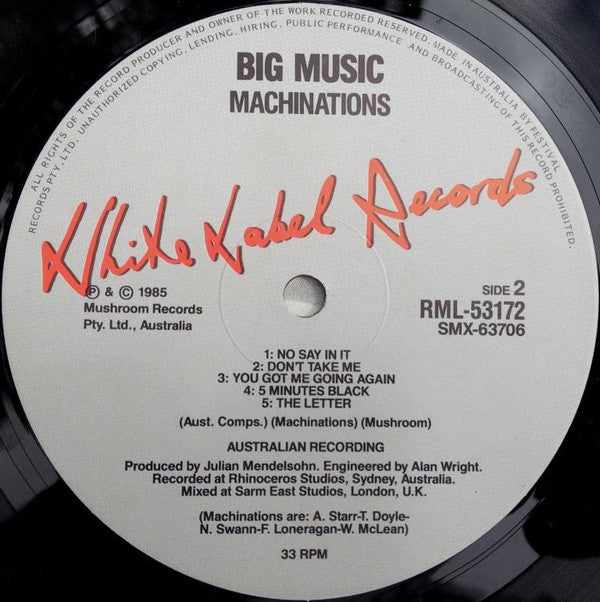 ALL RIGHTS OF THE RECORD PRODUCER AND OWNER OF THE WORK RECORDED RESERVED. MADE IN AUSTRALIA BY FESTIVAL
RECORDS PTY. LTD. UNAUTHORIZED COPYING, LENDING, HIRING, PUBLIC PERFORMANCE AND BROADCASTING OF THIS RECORD PROHIBITED.
BIG MUSIC
MACHINATIONS
White Label Records
Ⓟ & © 1985
Mushroom Records
Pty. Ltd., Australia
SIDE 2
RML-53172
SMX-63706
1: NO SAY IN IT
2: DON'T TAKE ME
3: YOU GOT ME GOING AGAIN
4: 5 MINUTES BLACK
5: THE LETTER
(Aust. Comps.) (Machinations) (Mushroom)
AUSTRALIAN RECORDING
Produced by Julian Mendelsohn. Engineered by Alan Wright.
Recorded at Rhinoceros Studios, Sydney, Australia.
Mixed at Sarm East Studios, London, U.K.
(Machinations are: A. Starr-T. Doyle-
N. Swann-F. Loneragan-W. McLean)
33 RPM